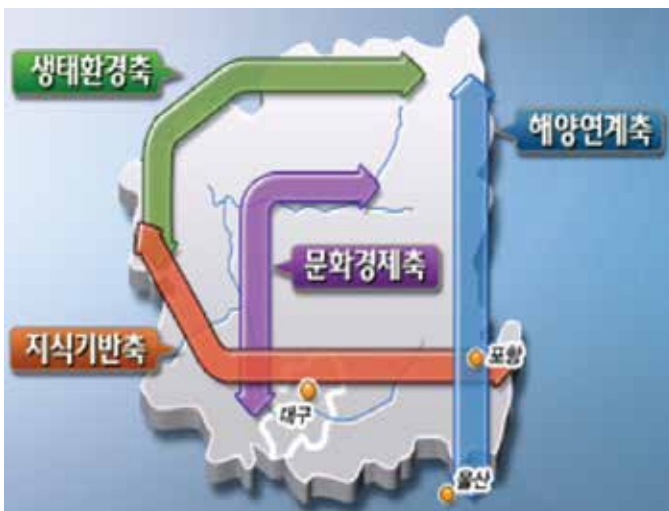 생태환경축
해양연계축
문화경제축
지식기반축
포항
대구
울산